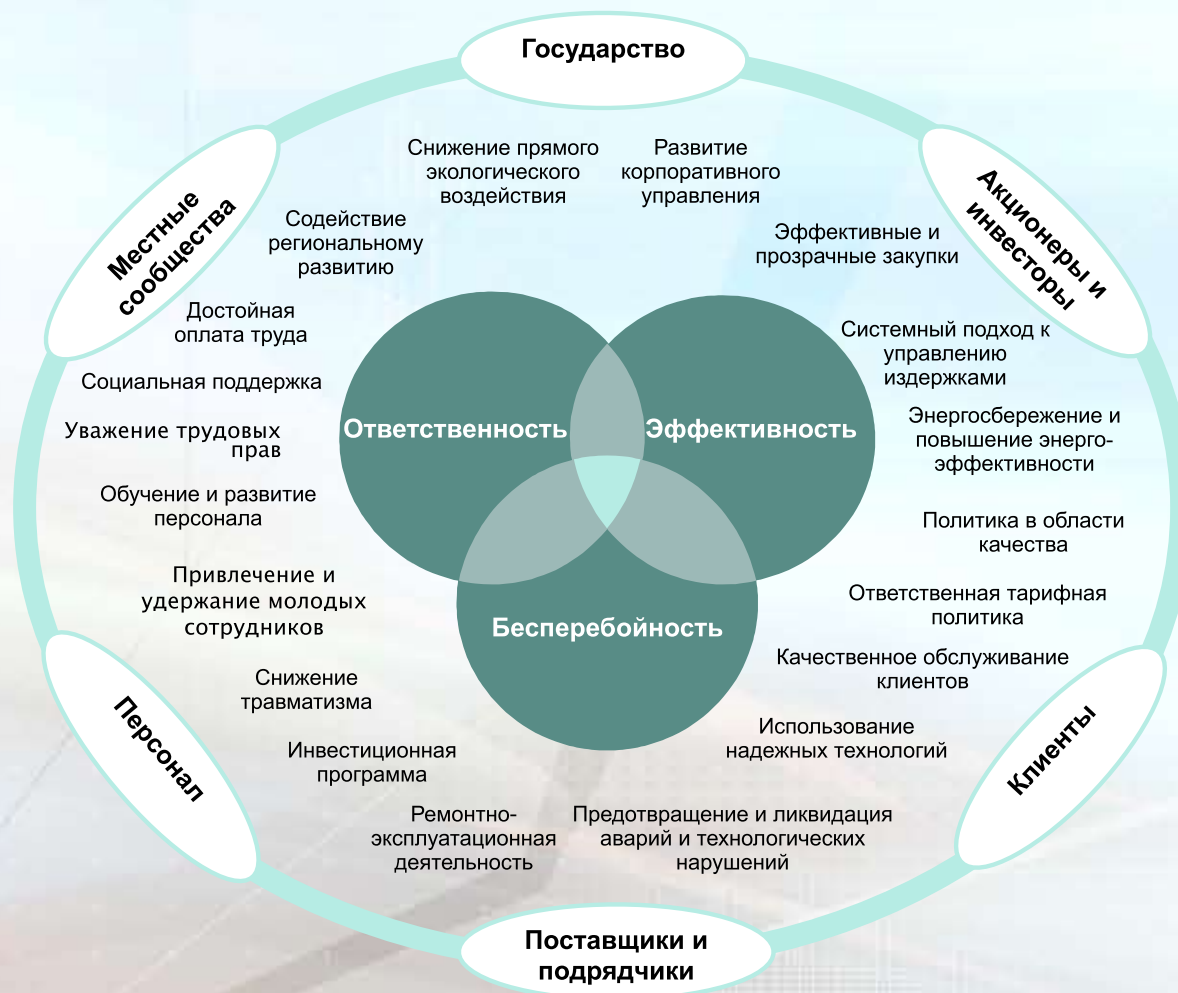 Государство
Акционеры и
инвесторы
Клиенты
Поставщики и
подрядчики
Персонал
Местные
сообщества
Снижение прямого
экологического
воздействия
Развитие
корпоративного
управления
Эффективные и
прозрачные закупки
Системный подход к
управлению
издержками
Энергосбережение и
повышение энерго-
эффективности
Политика в области
качества
Ответственная тарифная
политика
Качественное обслуживание
клиентов
Использование
надежных технологий
Предотвращение и ликвидация
аварий и технологических
нарушений
Ремонтно-
эксплуатационная
деятельность
Инвестиционная
программа
Снижение
травматизма
Привлечение и
удержание молодых
сотрудников
Обучение и развитие
персонала
Уважение трудовых
прав
Социальная поддержка
Достойная
оплата труда
Содействие
региональному
развитию
Ответственность
Эффективность
Бесперебойность